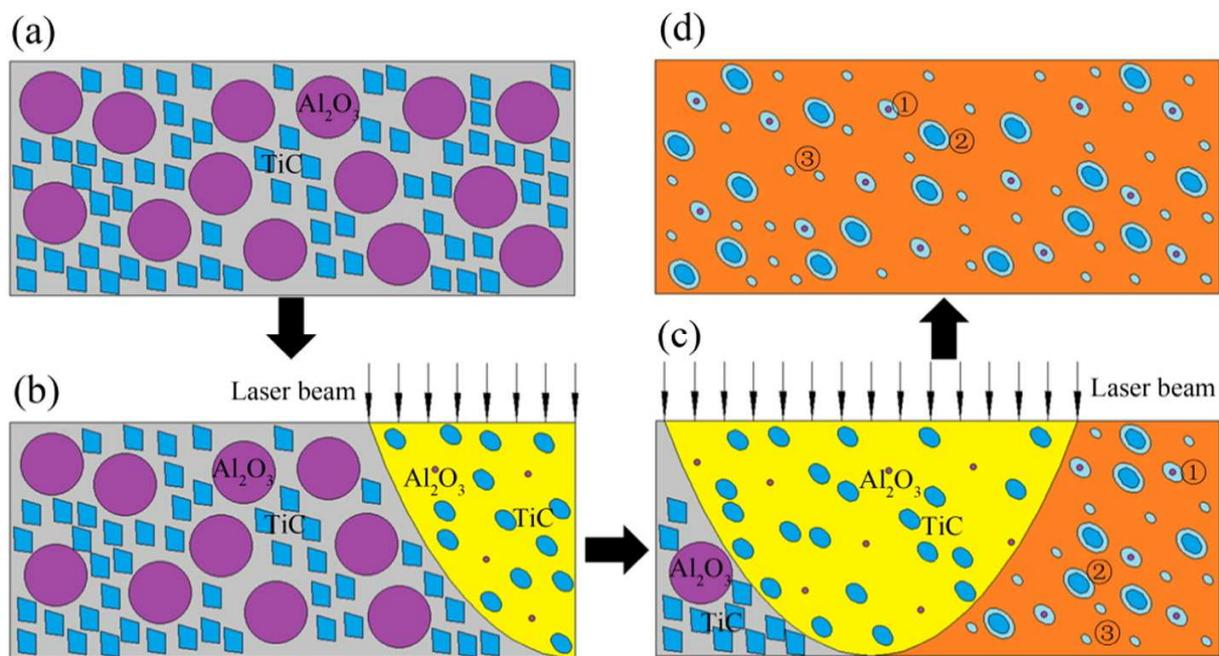 (a)
Al₂O₃
TiC
(d)
①
②
③
(b)
Laser beam
Al₂O₃
TiC
Al₂O₃
TiC
(c)
Laser beam
Al₂O₃
TiC
Al₂O₃
TiC
①
②
③